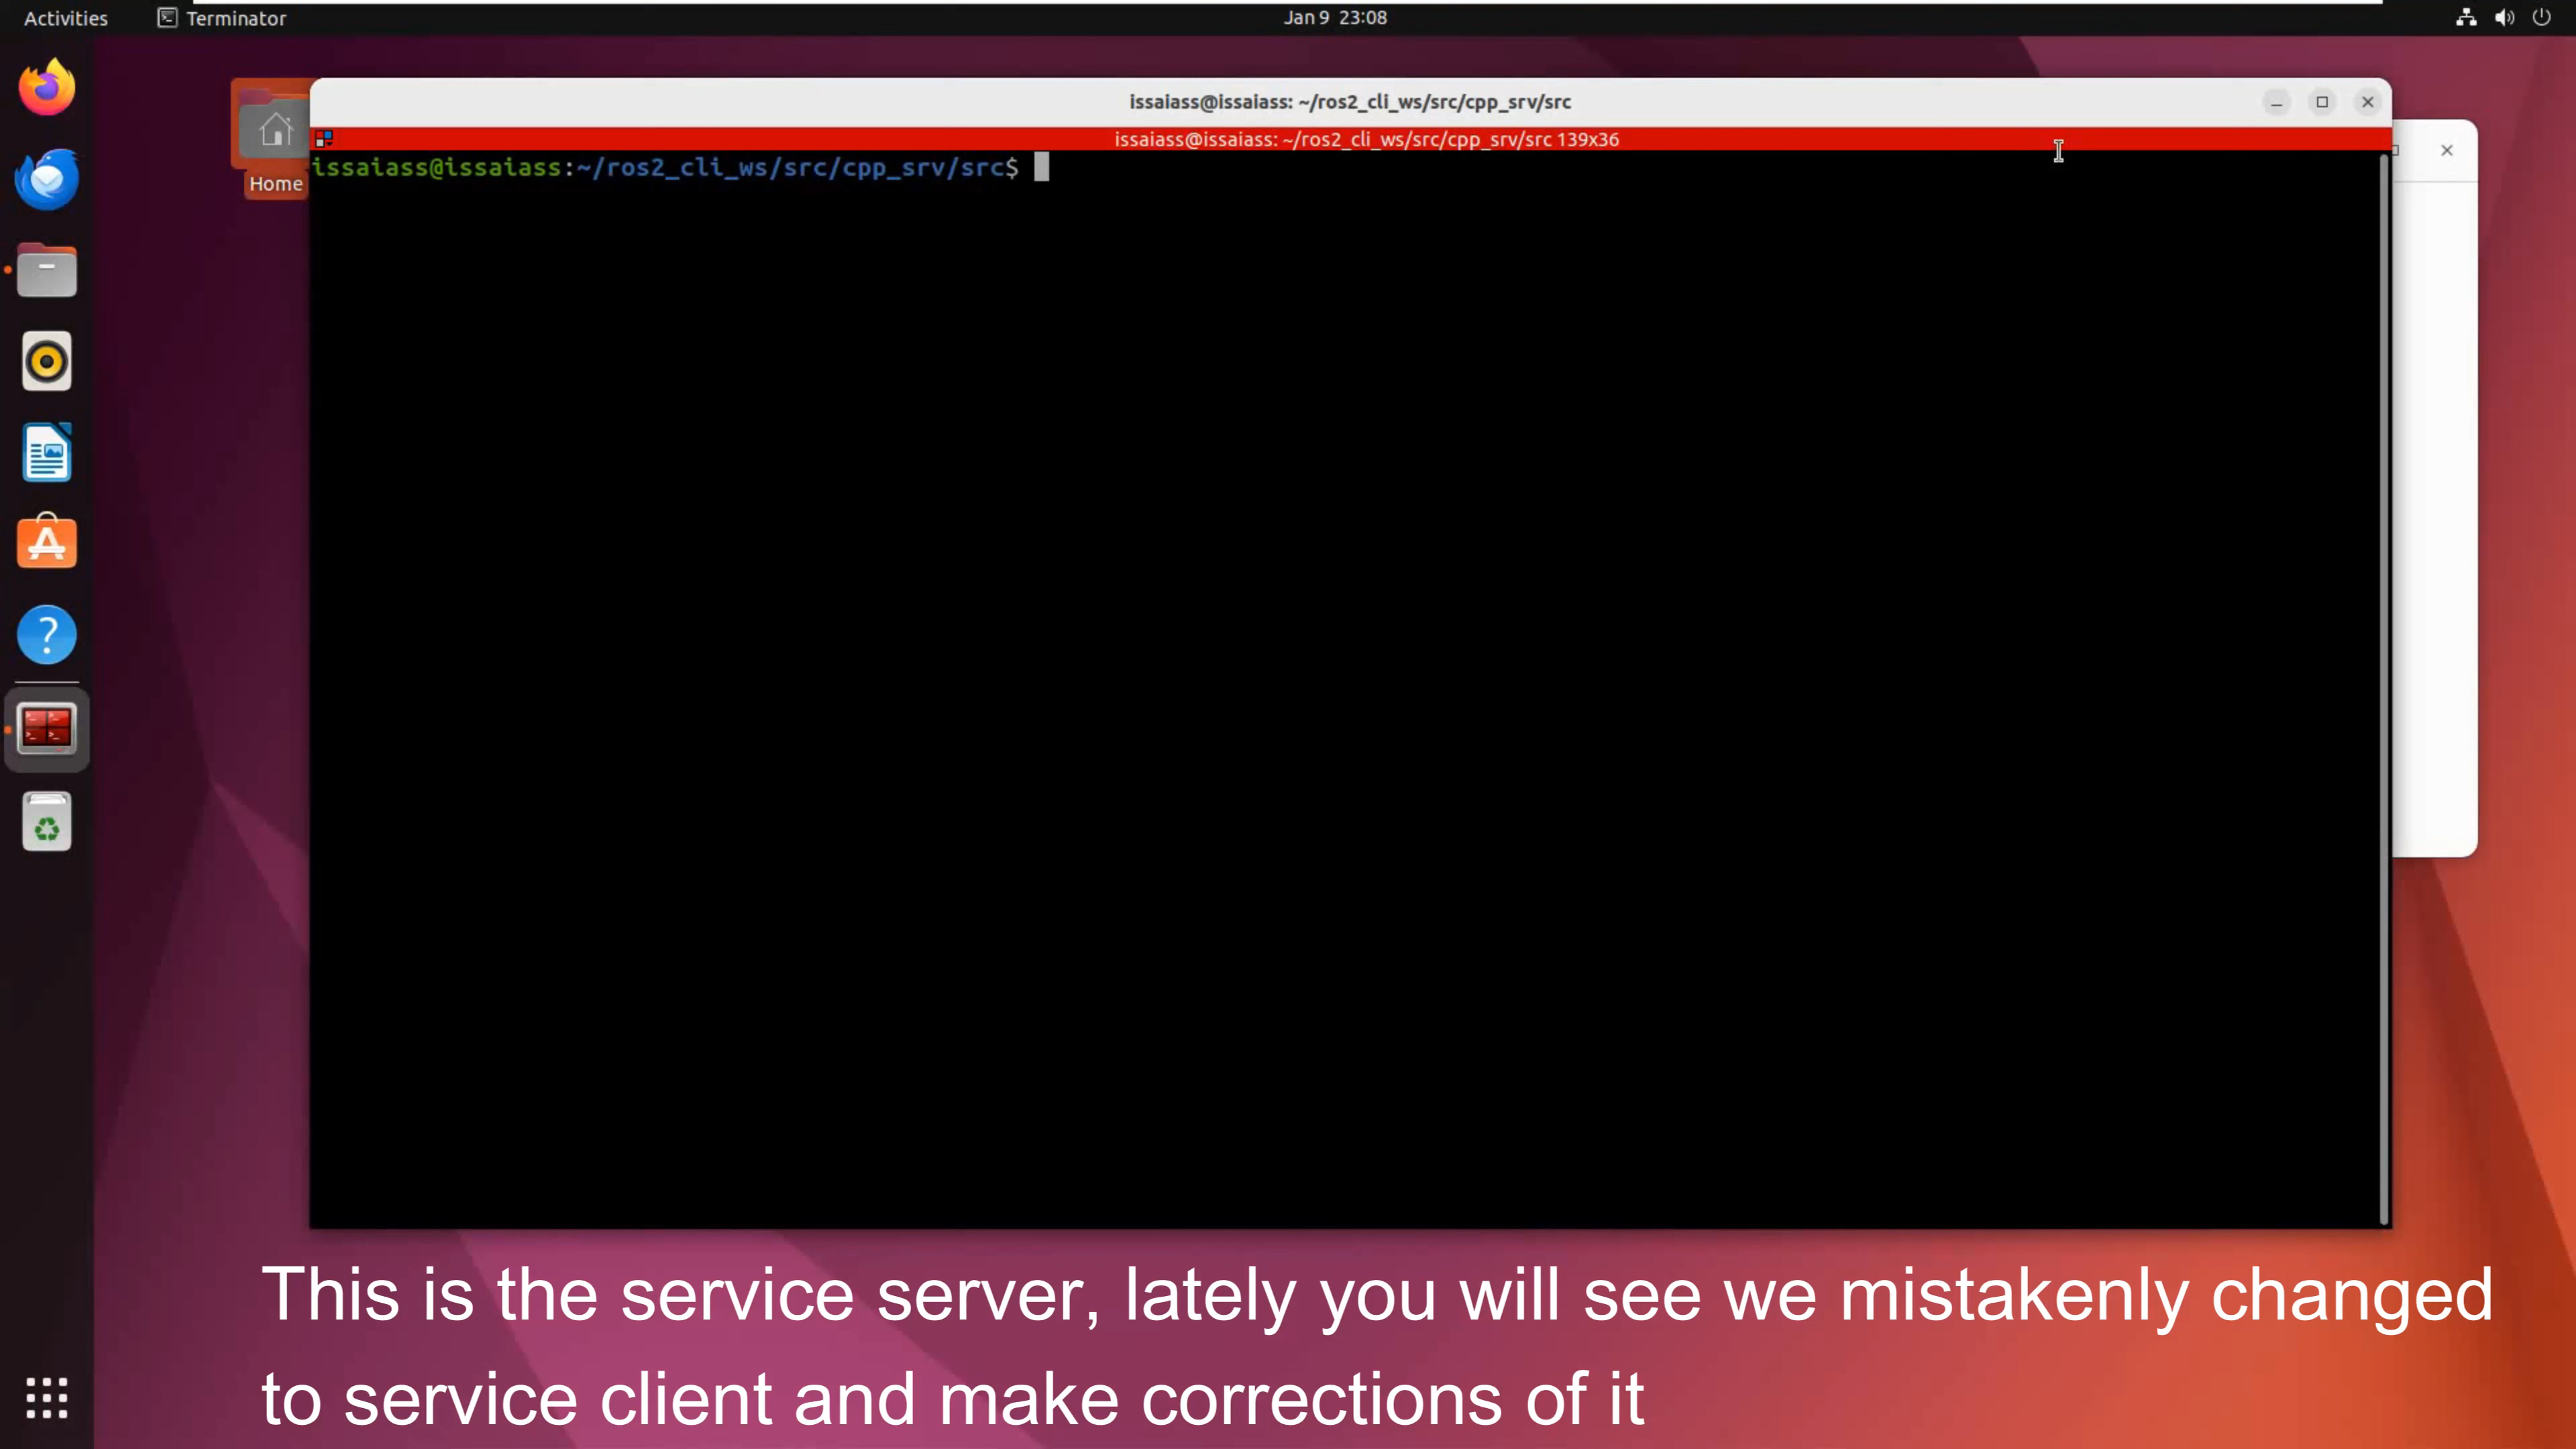 Activities Terminator Jan 9 23:08
issaiass@issaiass: ~/ros2_cli_ws/src/cpp_srv/src
issaiass@issaiass: ~/ros2_cli_ws/src/cpp_srv/src 139x36
issaiass@issaiass:~/ros2_cli_ws/src/cpp_srv/src$
Home
This is the service server, lately you will see we mistakenly changed
to service client and make corrections of it